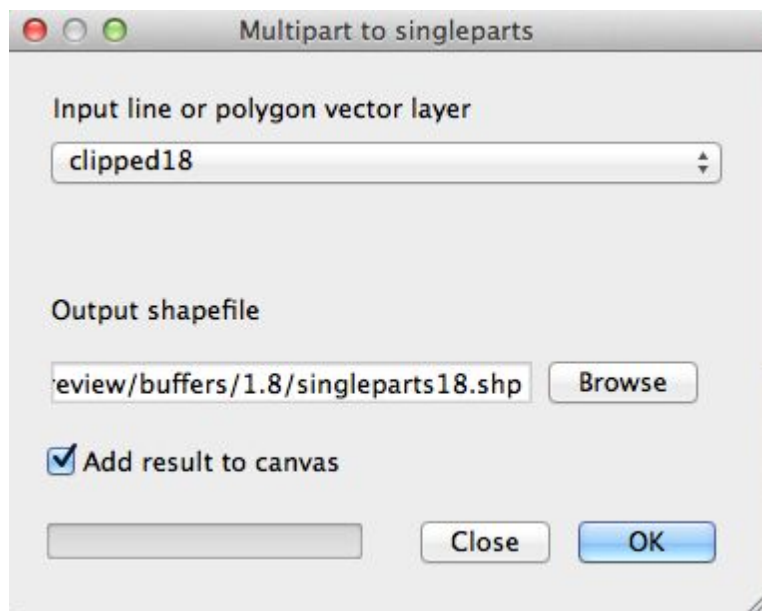 Multipart to singleparts
Input line or polygon vector layer
clipped18
Output shapefile
eview/buffers/1.8/singleparts18.shp
Browse
Add result to canvas
Close
OK